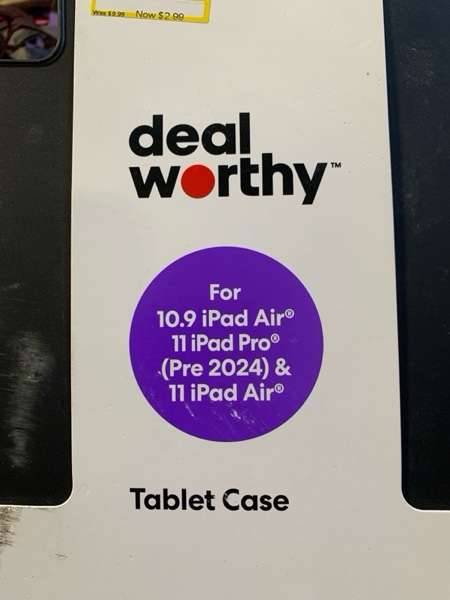 Was $9.99 Now $2.99
deal
worthy™
For
10.9 iPad Air®
11 iPad Pro®
(Pre 2024) &
11 iPad Air®
Tablet Case